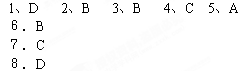 1、D 2、B 3、B 4、C 5、A
6．B
7．C
8．D